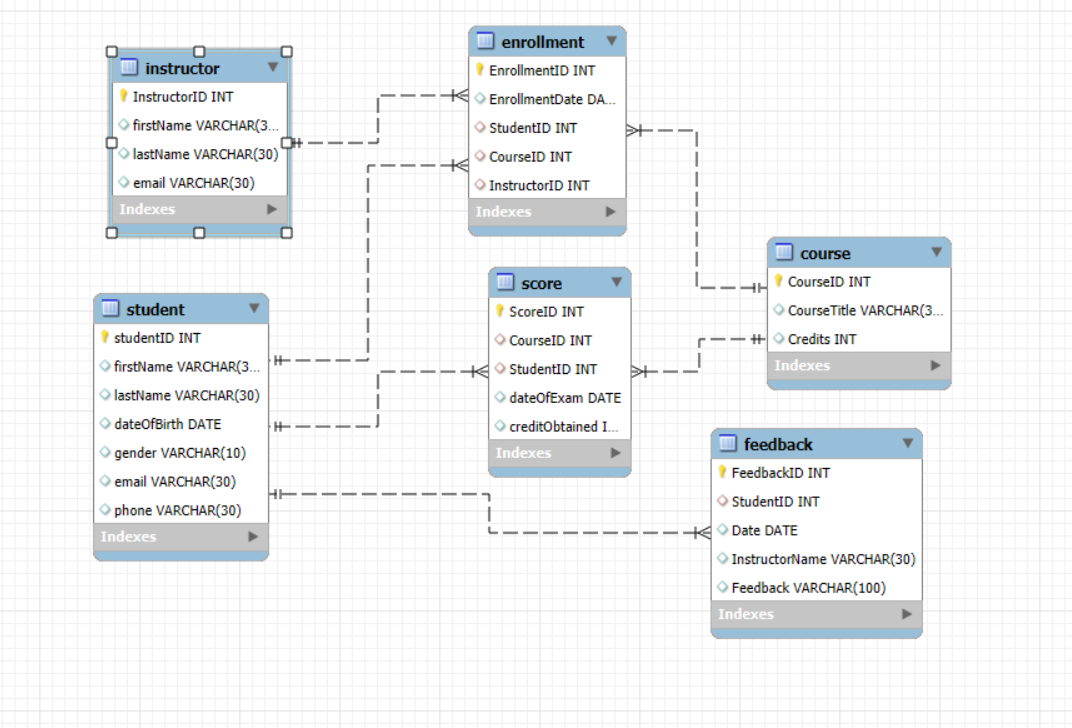 instructor
InstructorID INT
firstName VARCHAR(3...
lastName VARCHAR(30)
email VARCHAR(30)
Indexes
enrollment
EnrollmentID INT
EnrollmentDate DA...
StudentID INT
CourseID INT
InstructorID INT
Indexes
student
studentID INT
firstName VARCHAR(3...
lastName VARCHAR(30)
dateOfBirth DATE
gender VARCHAR(10)
email VARCHAR(30)
phone VARCHAR(30)
Indexes
score
ScoreID INT
CourseID INT
StudentID INT
dateOfExam DATE
creditObtained I...
Indexes
course
CourseID INT
CourseTitle VARCHAR(3...
Credits INT
Indexes
feedback
FeedbackID INT
StudentID INT
Date DATE
InstructorName VARCHAR(30)
Feedback VARCHAR(100)
Indexes